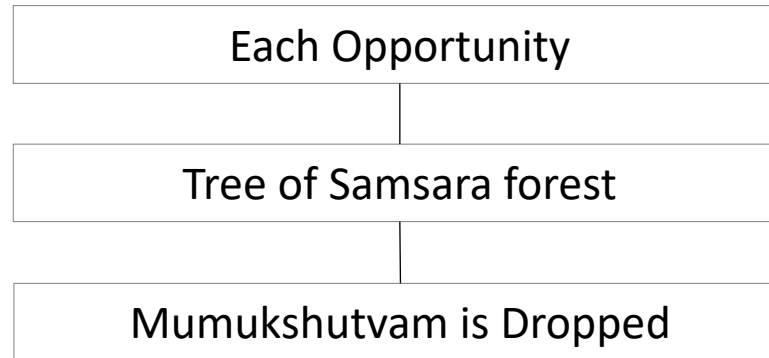 Each Opportunity
Tree of Samsara forest
Mumukshutvam is Dropped